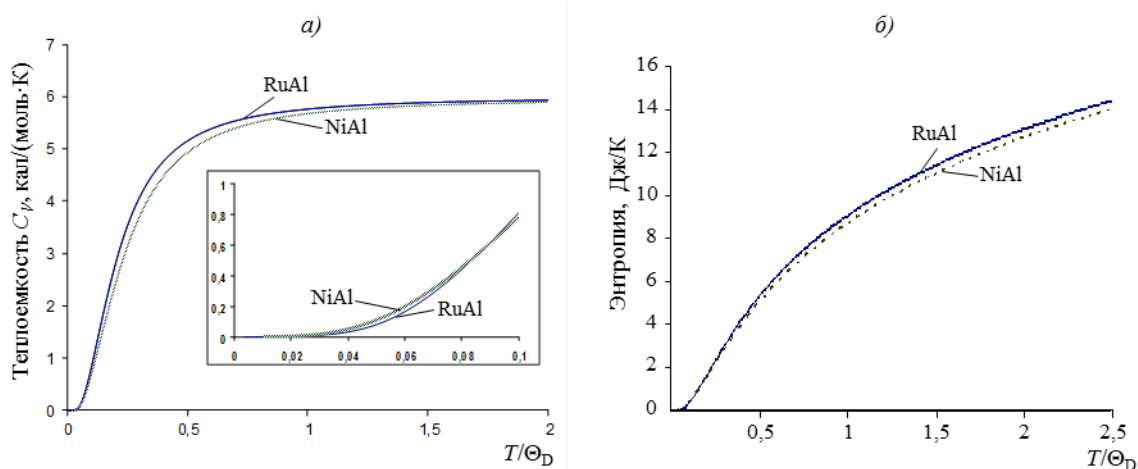 а)
Теплоемкость C_V, кал/(моль·К)
7
6
5
4
3
2
1
0
RuAl
NiAl
1
0,8
0,6
0,4
0,2
0
NiAl
RuAl
0 0,02 0,04 0,06 0,08 0,1
0 0,5 1 1,5 2
T/Θ_D
б)
Энтропия, Дж/К
16
14
12
10
8
6
4
2
0
RuAl
NiAl
0,5 1 1,5 2 2,5
T/Θ_D